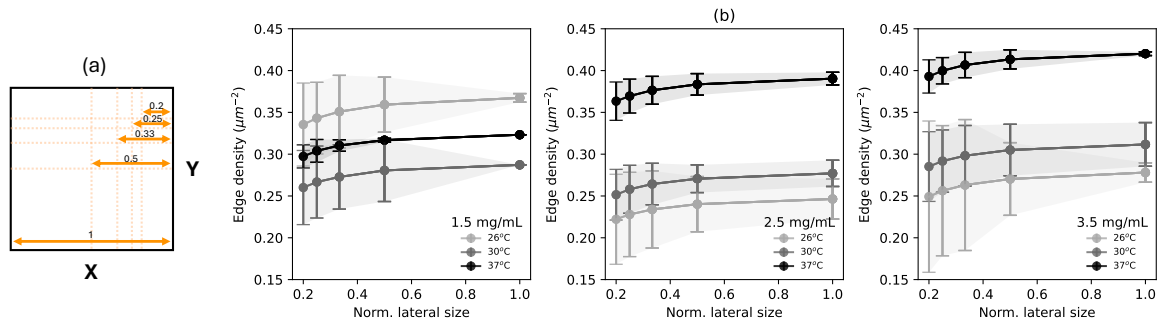 (a)
0.2
0.25
0.33
0.5
1
X
Y
(b)
Edge density (μm⁻²)
0.45
0.40
0.35
0.30
0.25
0.20
0.15
1.5 mg/mL
26°C
30°C
37°C
0.2 0.4 0.6 0.8 1.0
Norm. lateral size
Edge density (μm⁻²)
0.45
0.40
0.35
0.30
0.25
0.20
0.15
2.5 mg/mL
26°C
30°C
37°C
0.2 0.4 0.6 0.8 1.0
Norm. lateral size
Edge density (μm⁻²)
0.45
0.40
0.35
0.30
0.25
0.20
0.15
3.5 mg/mL
26°C
30°C
37°C
0.2 0.4 0.6 0.8 1.0
Norm. lateral size